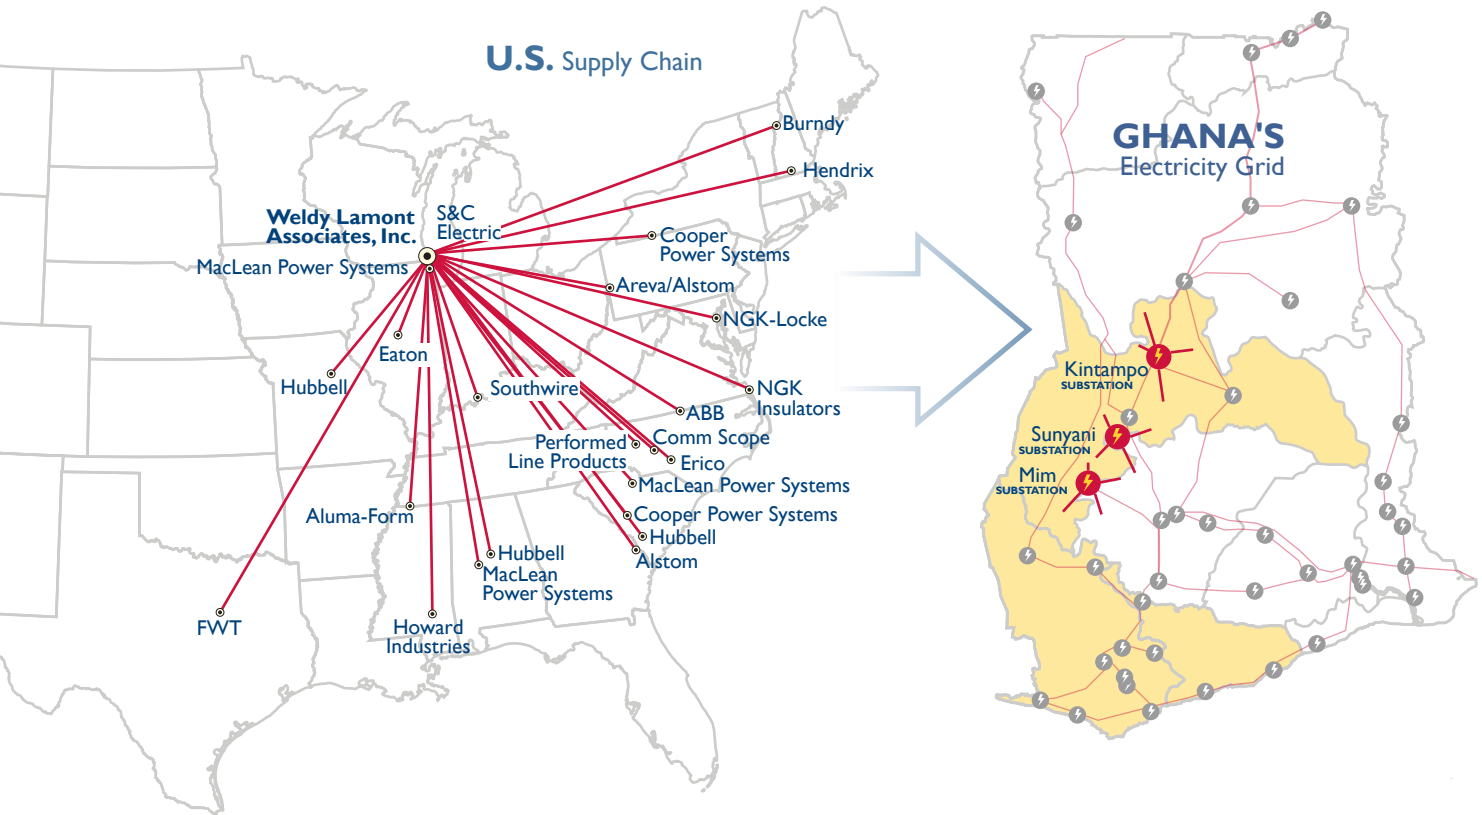 U.S. Supply Chain
Burndy
Hendrix
Weldy Lamont
Associates, Inc.
S&C
Electric
MacLean Power Systems
Cooper
Power Systems
Areva/Alstom
NGK-Locke
Eaton
Hubbell
Southwire
NGK
Insulators
ABB
Performed
Line Products
Comm Scope
Erico
MacLean Power Systems
Cooper Power Systems
Hubbell
Alstom
Aluma-Form
Hubbell
MacLean
Power Systems
FWT
Howard
Industries
GHANA'S
Electricity Grid
Kintampo
SUBSTATION
Sunyani
SUBSTATION
Mim
SUBSTATION